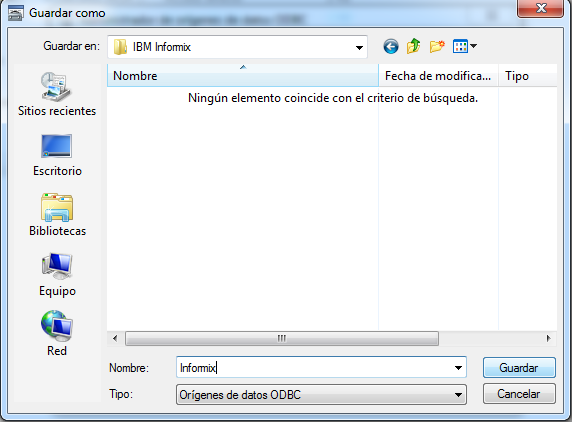 Guardar como
Guardar en:
IBM Informix
Nombre
Fecha de modifica...
Tipo
Ningún elemento coincide con el criterio de búsqueda.
Sitios recientes
Escritorio
Bibliotecas
Equipo
Red
Nombre:
Informix
Guardar
Tipo:
Orígenes de datos ODBC
Cancelar